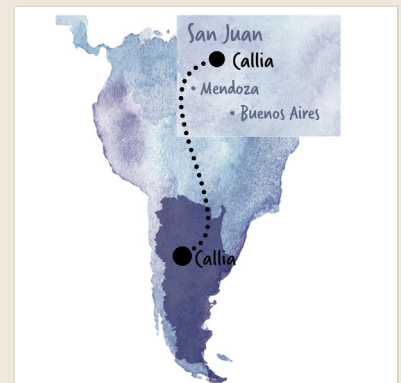 San Juan
Callia
Mendoza
Buenos Aires
Callia